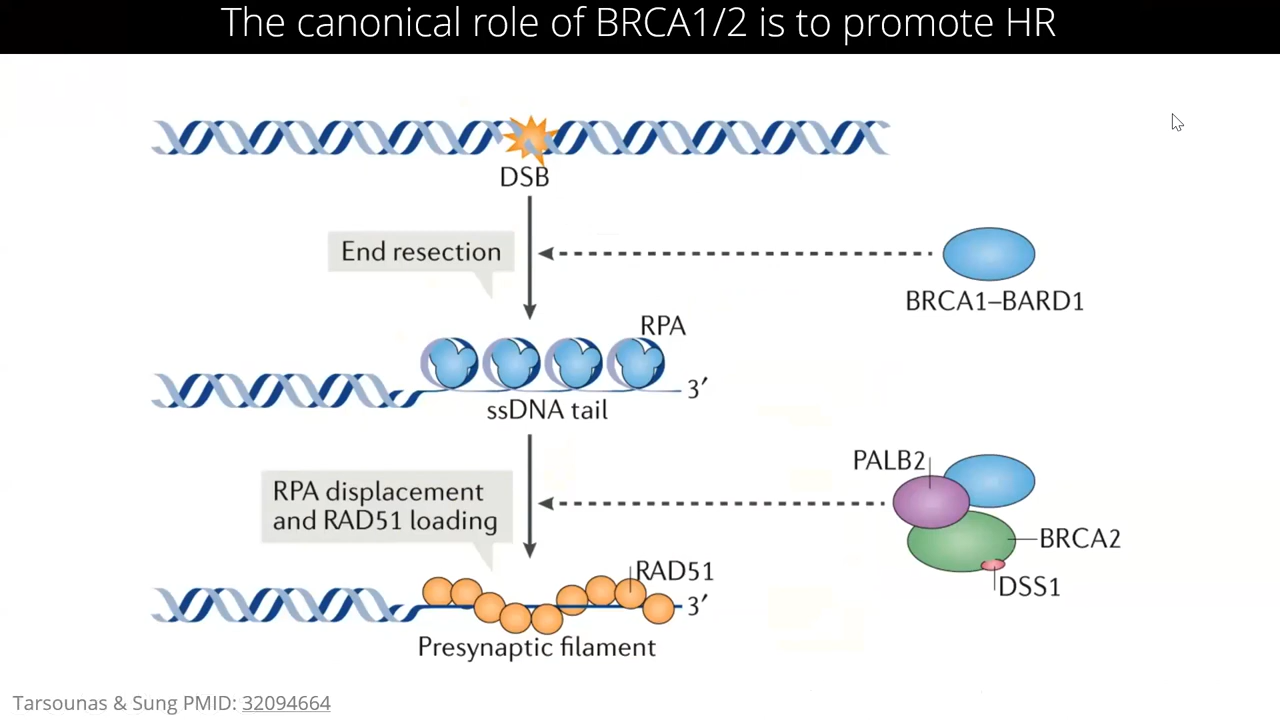 The canonical role of BRCA1/2 is to promote HR
DSB
End resection
BRCA1–BARD1
RPA
3′
ssDNA tail
PALB2
RPA displacement
and RAD51 loading
BRCA2
RAD51
DSS1
3′
Presynaptic filament
Tarsounas & Sung PMID: 32094664